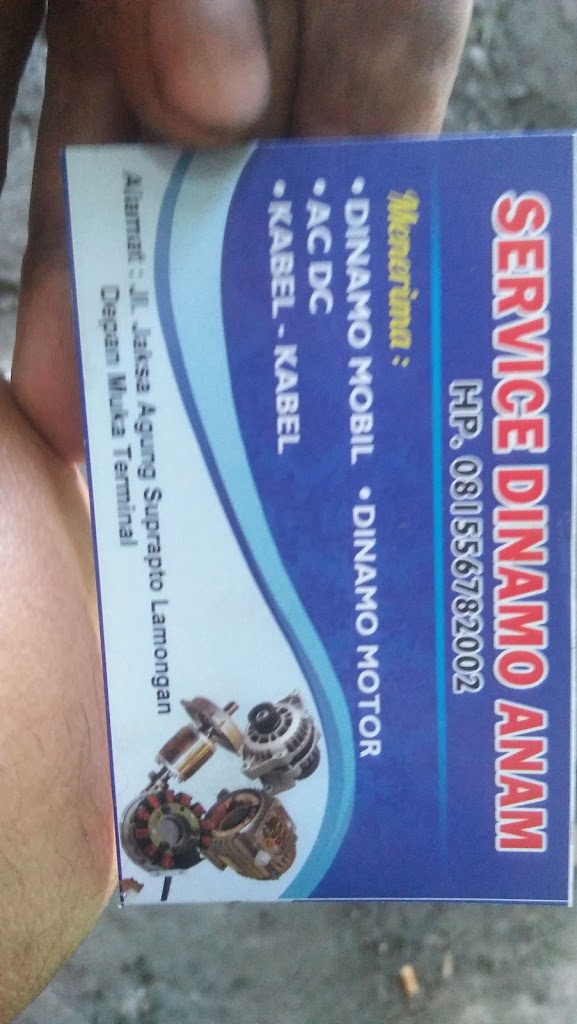 SERVICE DINAMO ANAM
HP. 081556782002
Menerima :
• DINAMO MOBIL • DINAMO MOTOR
• AC DC
• KABEL - KABEL
Alamat : Jl. Jaksa Agung Suprapto Lamongan
Depan Muka Terminal